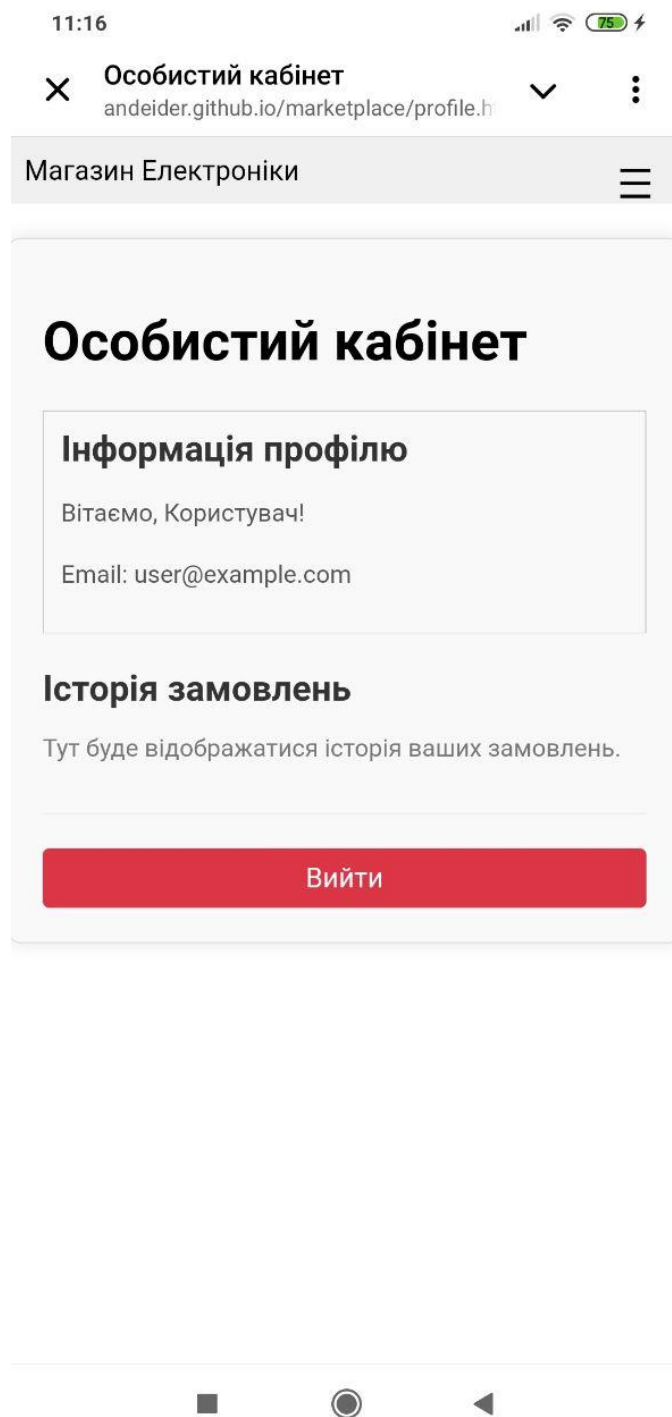 11:16
75
Особистий кабінет
andeider.github.io/marketplace/profile.h
Магазин Електроніки
Особистий кабінет
Інформація профілю
Вітаємо, Користувач!
Email: user@example.com
Історія замовлень
Тут буде відображатися історія ваших замовлень.
Вийти